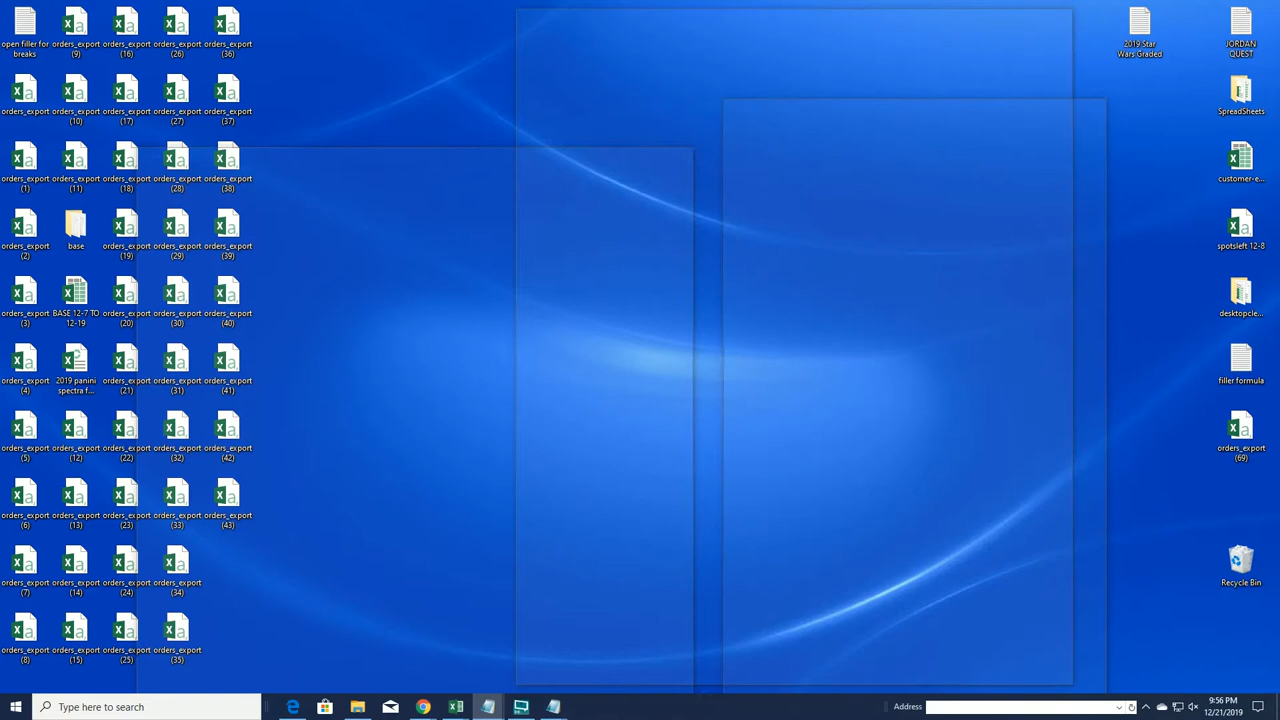 open filler for
breaks
orders_export
orders_export
(1)
orders_export
(2)
orders_export
(3)
orders_export
(4)
orders_export
(5)
orders_export
(6)
orders_export
(7)
orders_export
(8)
orders_export
(9)
orders_export
(10)
orders_export
(11)
base
BASE 12-7 TO
12-19
2019 panini
spectra f...
orders_export
(12)
orders_export
(13)
orders_export
(14)
orders_export
(15)
orders_export
(16)
orders_export
(17)
orders_export
(18)
orders_export
(19)
orders_export
(20)
orders_export
(21)
orders_export
(22)
orders_export
(23)
orders_export
(24)
orders_export
(25)
orders_export
(26)
orders_export
(27)
orders_export
(28)
orders_export
(29)
orders_export
(30)
orders_export
(31)
orders_export
(32)
orders_export
(33)
orders_export
(34)
orders_export
(35)
orders_export
(36)
orders_export
(37)
orders_export
(38)
orders_export
(39)
orders_export
(40)
orders_export
(41)
orders_export
(42)
orders_export
(43)
2019 Star
Wars Graded
JORDAN
QUEST
SpreadSheets
customer-e...
spotsleft 12-8
desktopcle...
filler formula
orders_export
(69)
Recycle Bin
Type here to search
Address
9:56 PM
12/21/2019